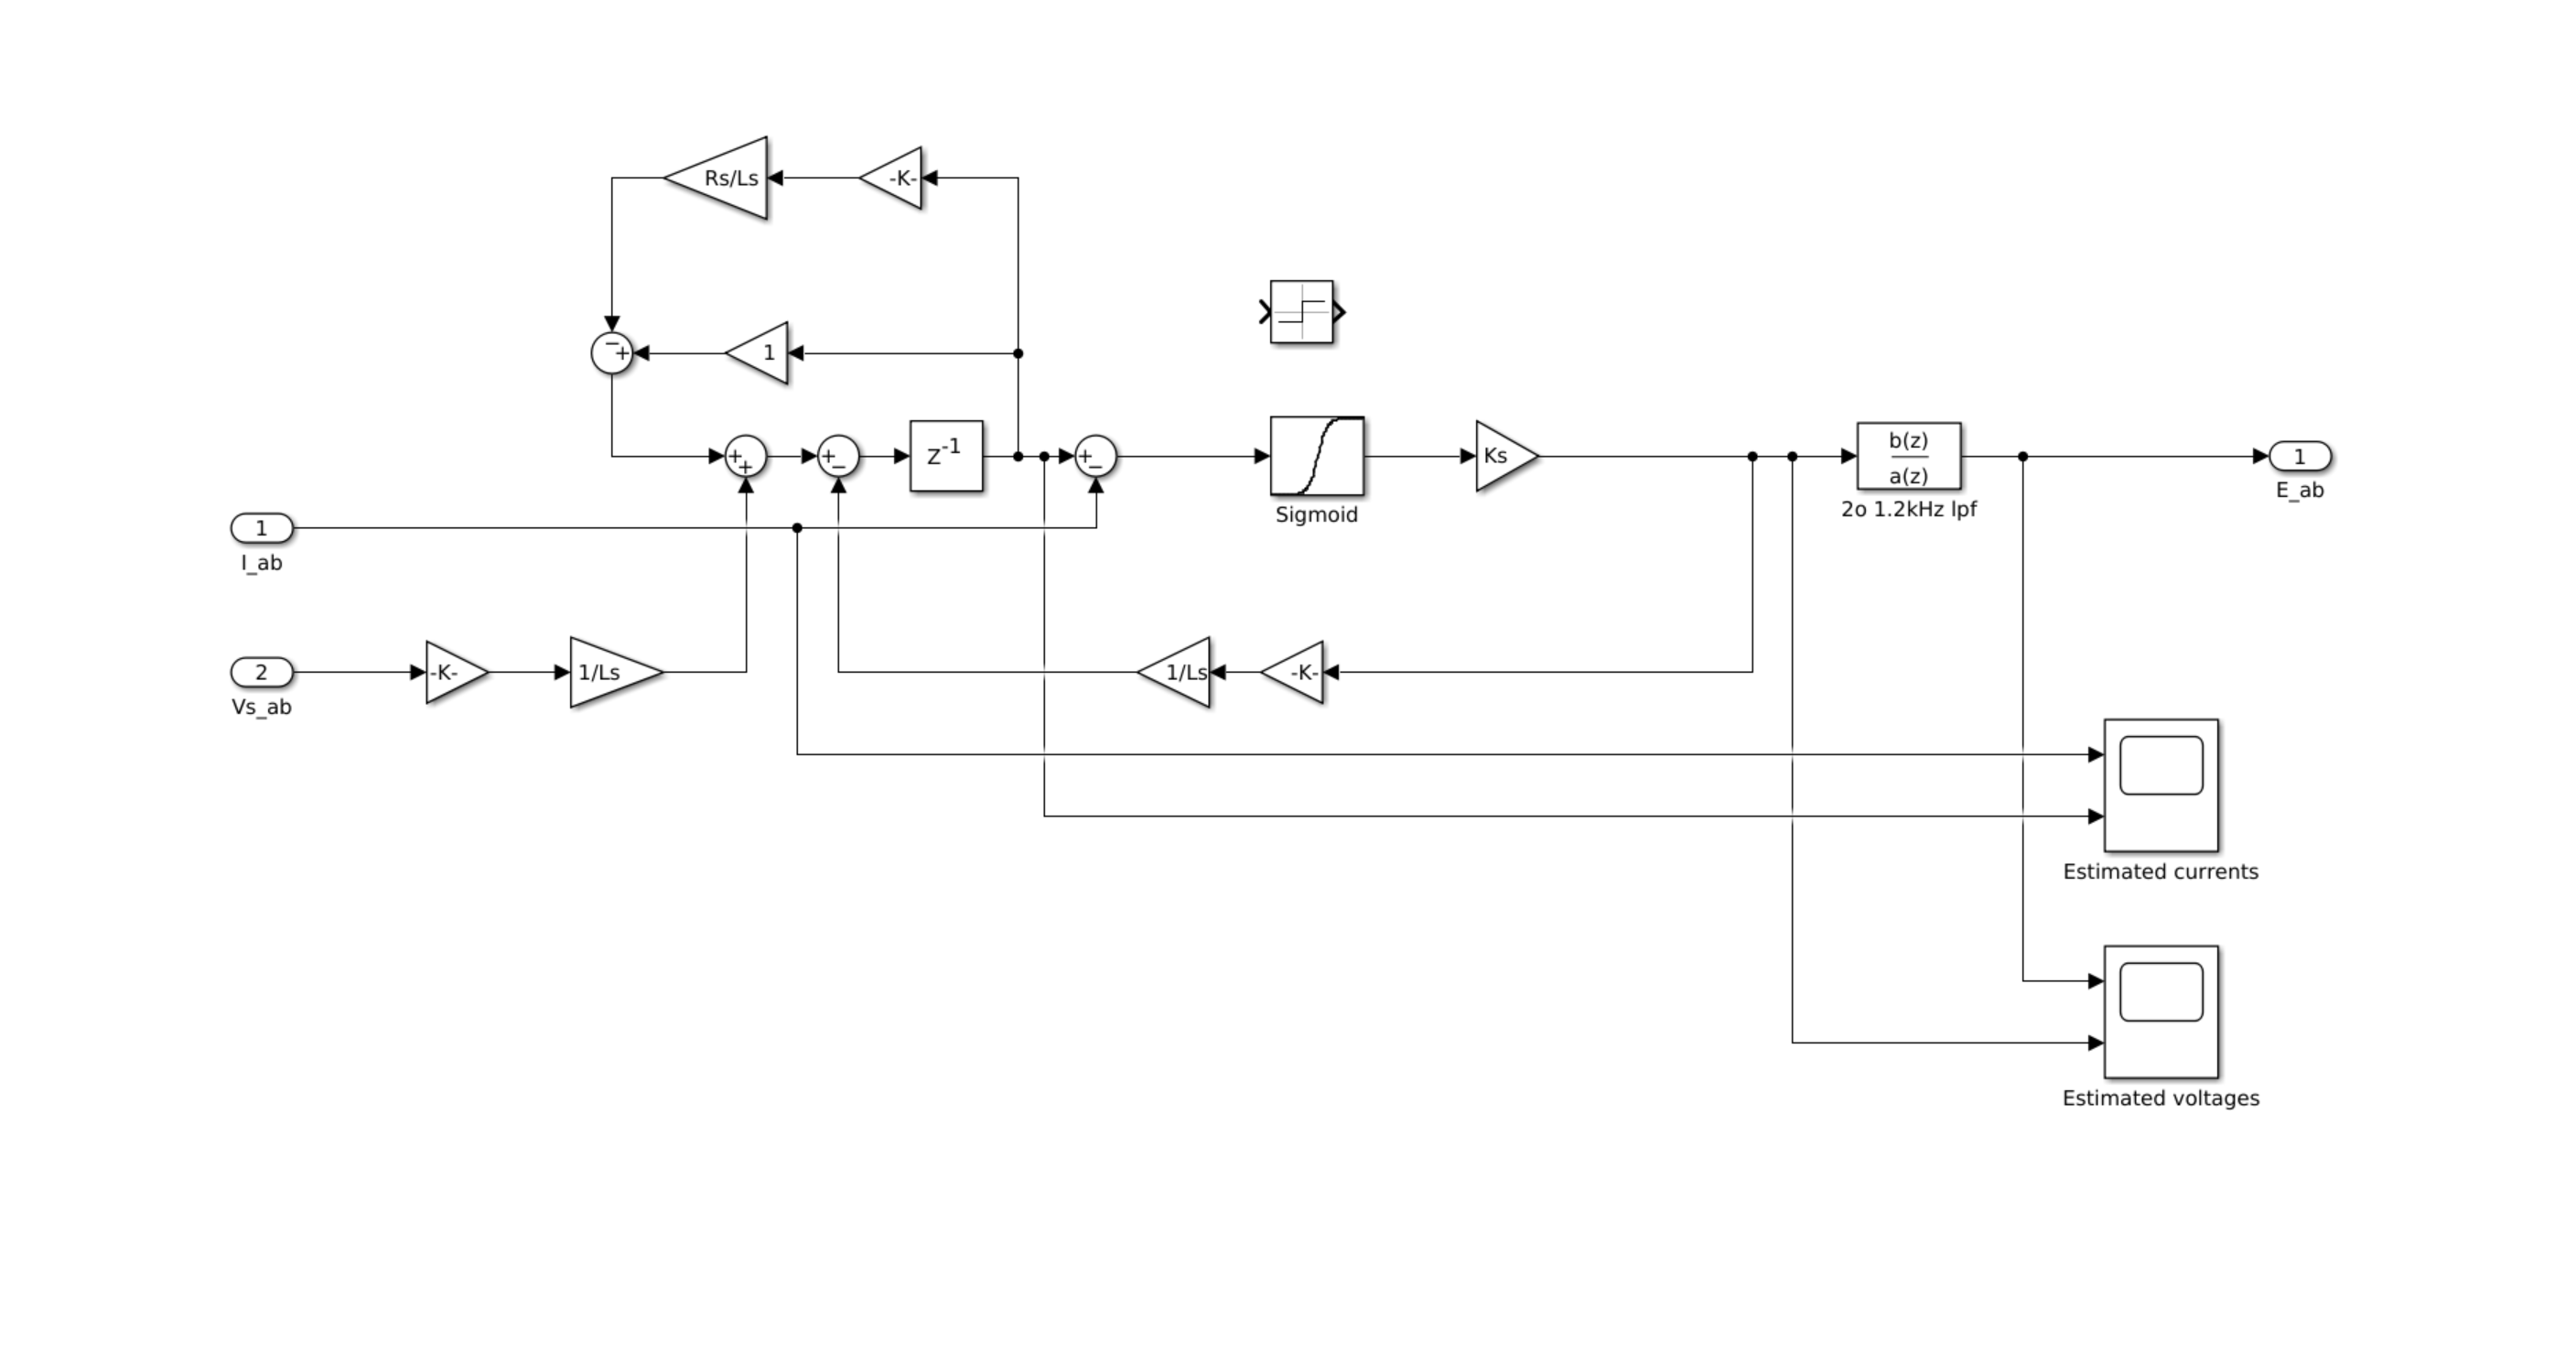 Rs/Ls
-K-
−
+
1
+
+
+
−
Z-1
+
−
Sigmoid
Ks
b(z)
a(z)
2o 1.2kHz lpf
1
E_ab
1
I_ab
2
Vs_ab
-K-
1/Ls
1/Ls
-K-
Estimated currents
Estimated voltages